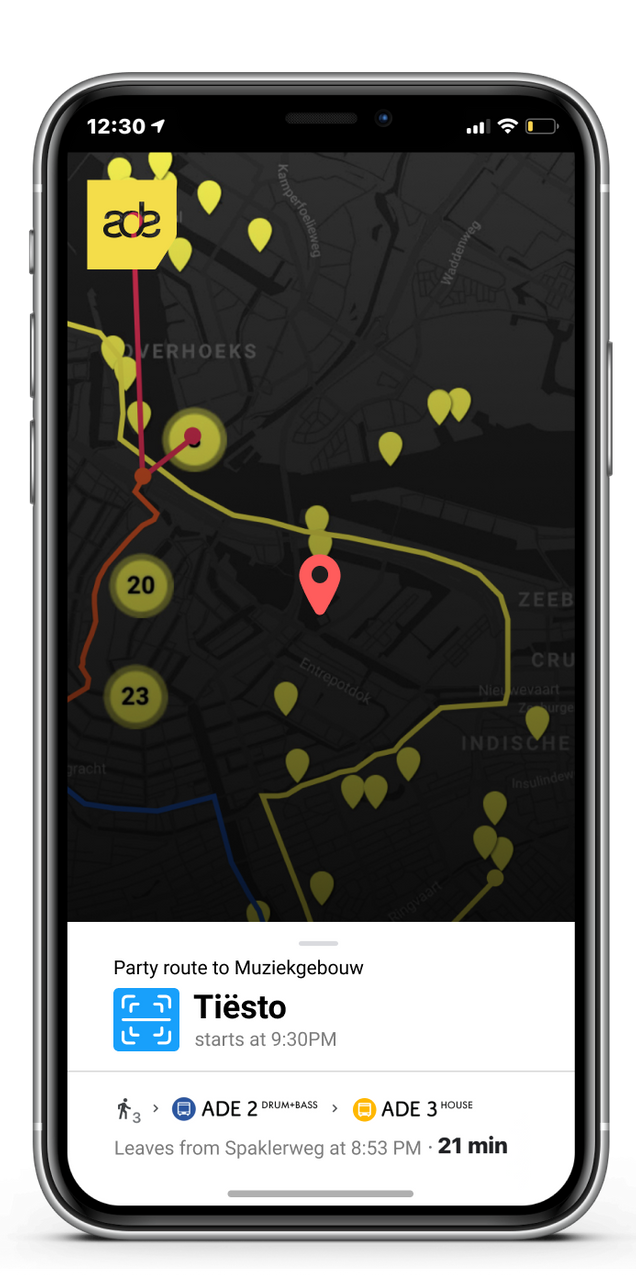 12:30
ade
Kamperfoelieweg
Waddenweg
OVERHOEKS
20
ZEEB
23
Entrepotdok
CRU
Nieuwevaart
Zeeburge
INDISCHE
gracht
Insulindew
Ringvaart
Party route to Muziekgebouw
Tiësto
starts at 9:30PM
3 › ADE 2 DRUM+BASS › ADE 3 HOUSE
Leaves from Spaklerweg at 8:53 PM · 21 min